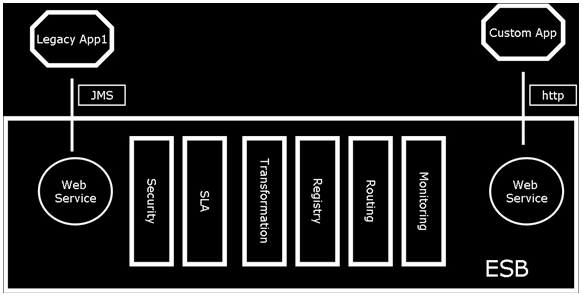 Legacy App1
Custom App
JMS
http
Web
Service
Security
SLA
Transformation
Registry
Routing
Monitoring
Web
Service
ESB